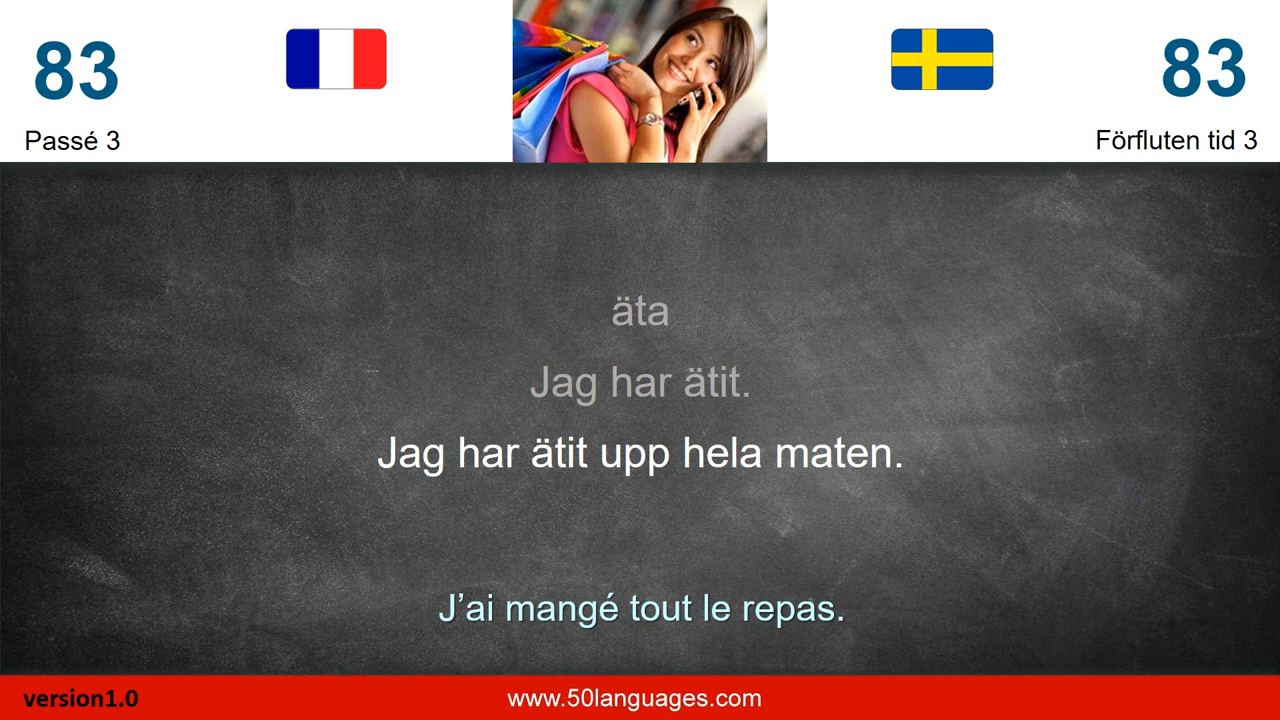 83
83
Passé 3
Förfluten tid 3
äta
Jag har ätit.
Jag har ätit upp hela maten.
J’ai mangé tout le repas.
version1.0
www.50languages.com